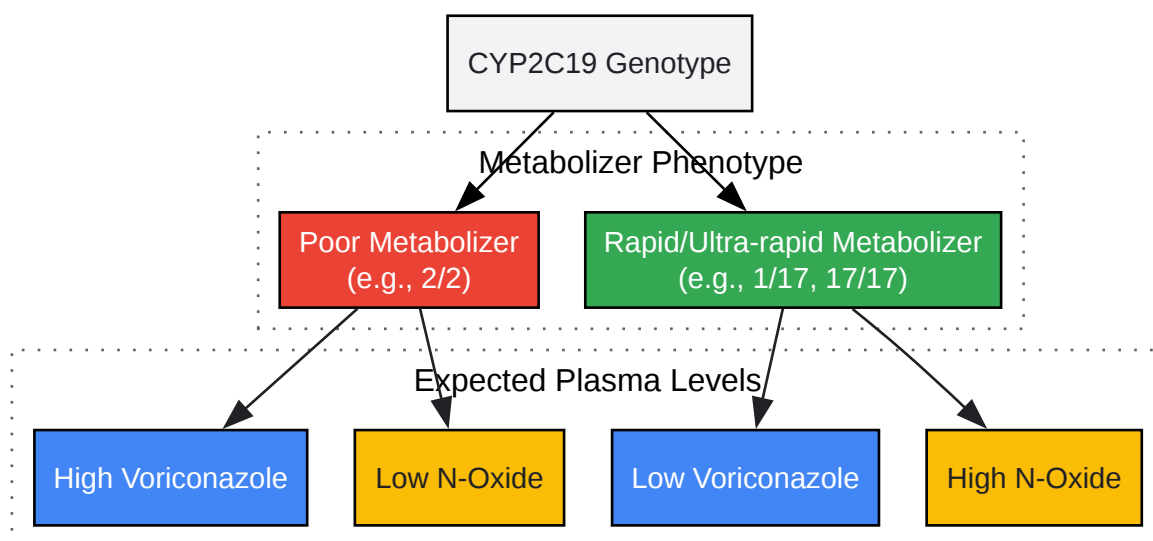 CYP2C19 Genotype
Metabolizer Phenotype
Poor Metabolizer
(e.g., 2/2)
Rapid/Ultra-rapid Metabolizer
(e.g., 1/17, 17/17)
Expected Plasma Levels
High Voriconazole
Low N-Oxide
Low Voriconazole
High N-Oxide